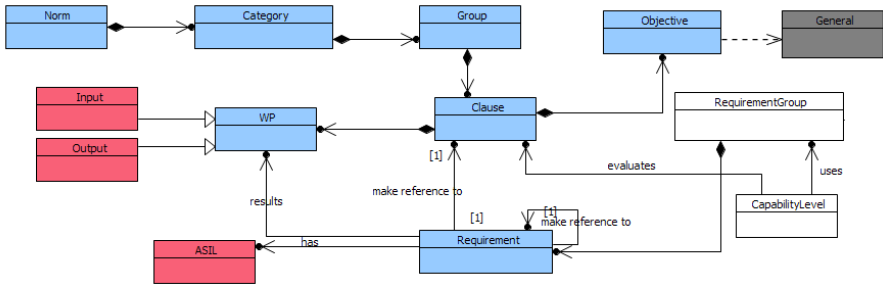 Norm
Category
Group
Objective
General
Input
WP
Clause
RequirementGroup
Output
[1]
evaluates
uses
make reference to
results
CapabilityLevel
[1]
[1]
make reference to
has
Requirement
ASIL